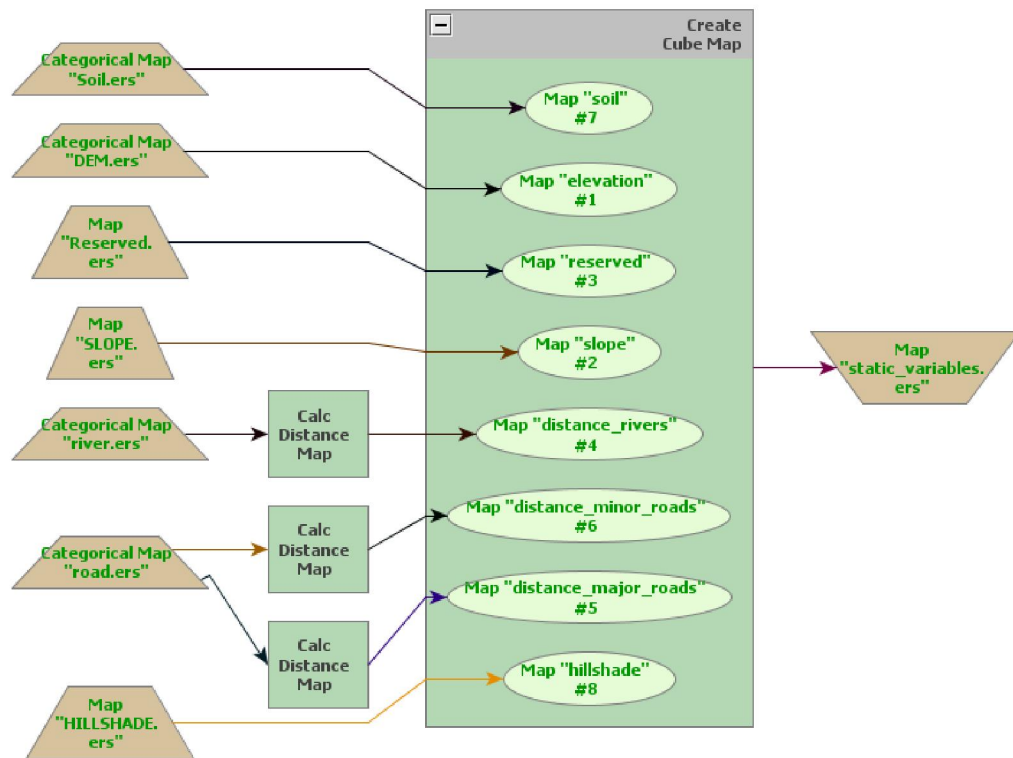 Create
Cube Map
Categorical Map
"Soil.ers"
Map "soil"
#7
Categorical Map
"DEM.ers"
Map "elevation"
#1
Map
"Reserved.
ers"
Map "reserved"
#3
Map
"SLOPE.
ers"
Map "slope"
#2
Map
"static_variables.
ers"
Categorical Map
"river.ers"
Calc
Distance
Map
Map "distance_rivers"
#4
Categorical Map
"road.ers"
Calc
Distance
Map
Map "distance_minor_roads"
#6
Calc
Distance
Map
Map "distance_major_roads"
#5
Map
"HILLSHADE.
ers"
Map "hillshade"
#8